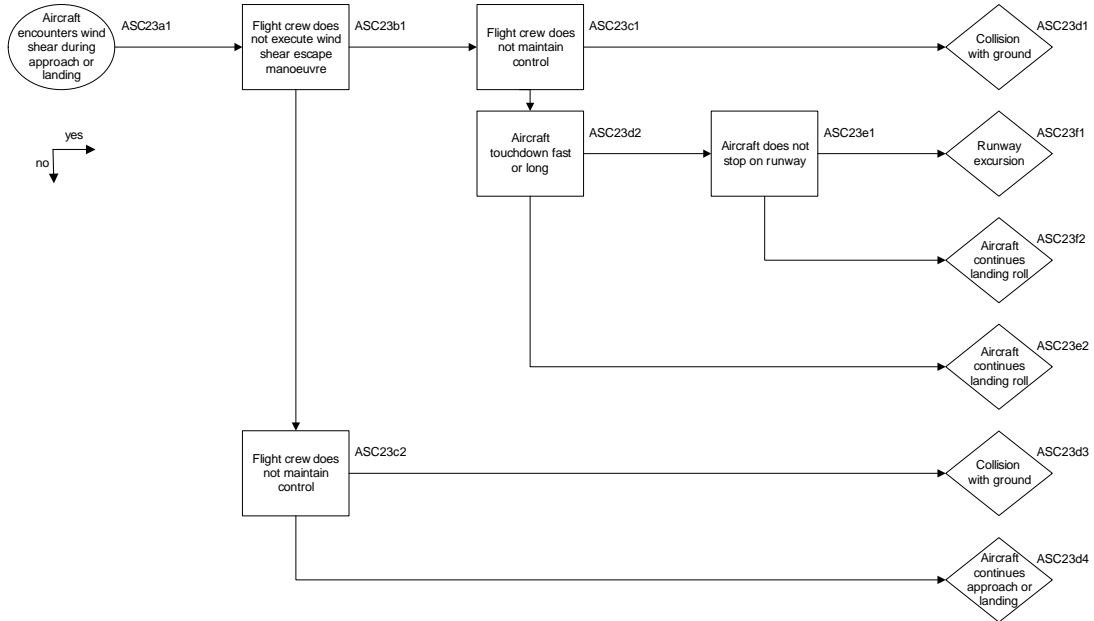 Aircraft
encounters wind
shear during
approach or
landing
ASC23a1
Flight crew does
not execute wind
shear escape
manoeuvre
ASC23b1
Flight crew does
not maintain
control
ASC23c1
Collision
with ground
ASC23d1
yes
no
Aircraft
touchdown fast
or long
ASC23d2
Aircraft does not
stop on runway
ASC23e1
Runway
excursion
ASC23f1
Aircraft
continues
landing roll
ASC23f2
Aircraft
continues
landing roll
ASC23e2
Flight crew does
not maintain
control
ASC23c2
Collision
with ground
ASC23d3
Aircraft
continues
approach or
landing
ASC23d4